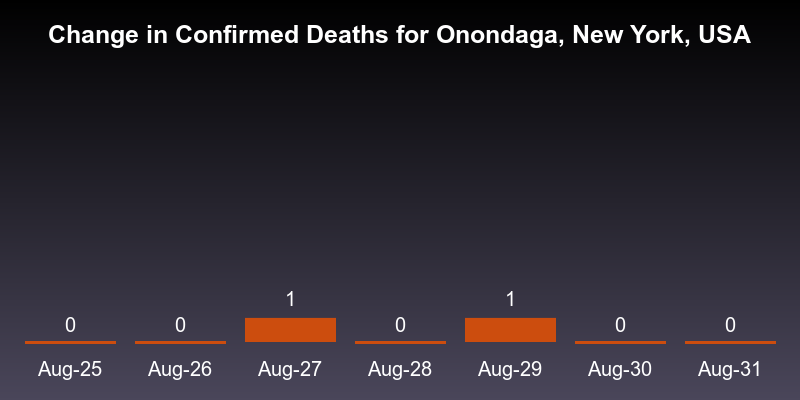 Change in Confirmed Deaths for Onondaga, New York, USA
1 1
0 0 0 0 0
Aug-25 Aug-26 Aug-27 Aug-28 Aug-29 Aug-30 Aug-31